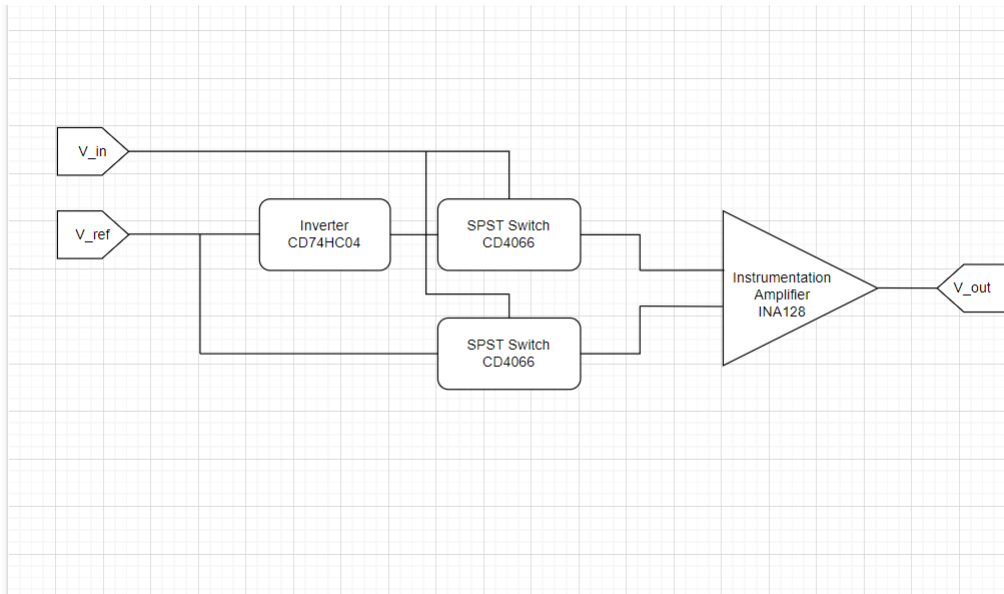 V_in
V_ref
Inverter
CD74HC04
SPST Switch
CD4066
SPST Switch
CD4066
Instrumentation
Amplifier
INA128
V_out